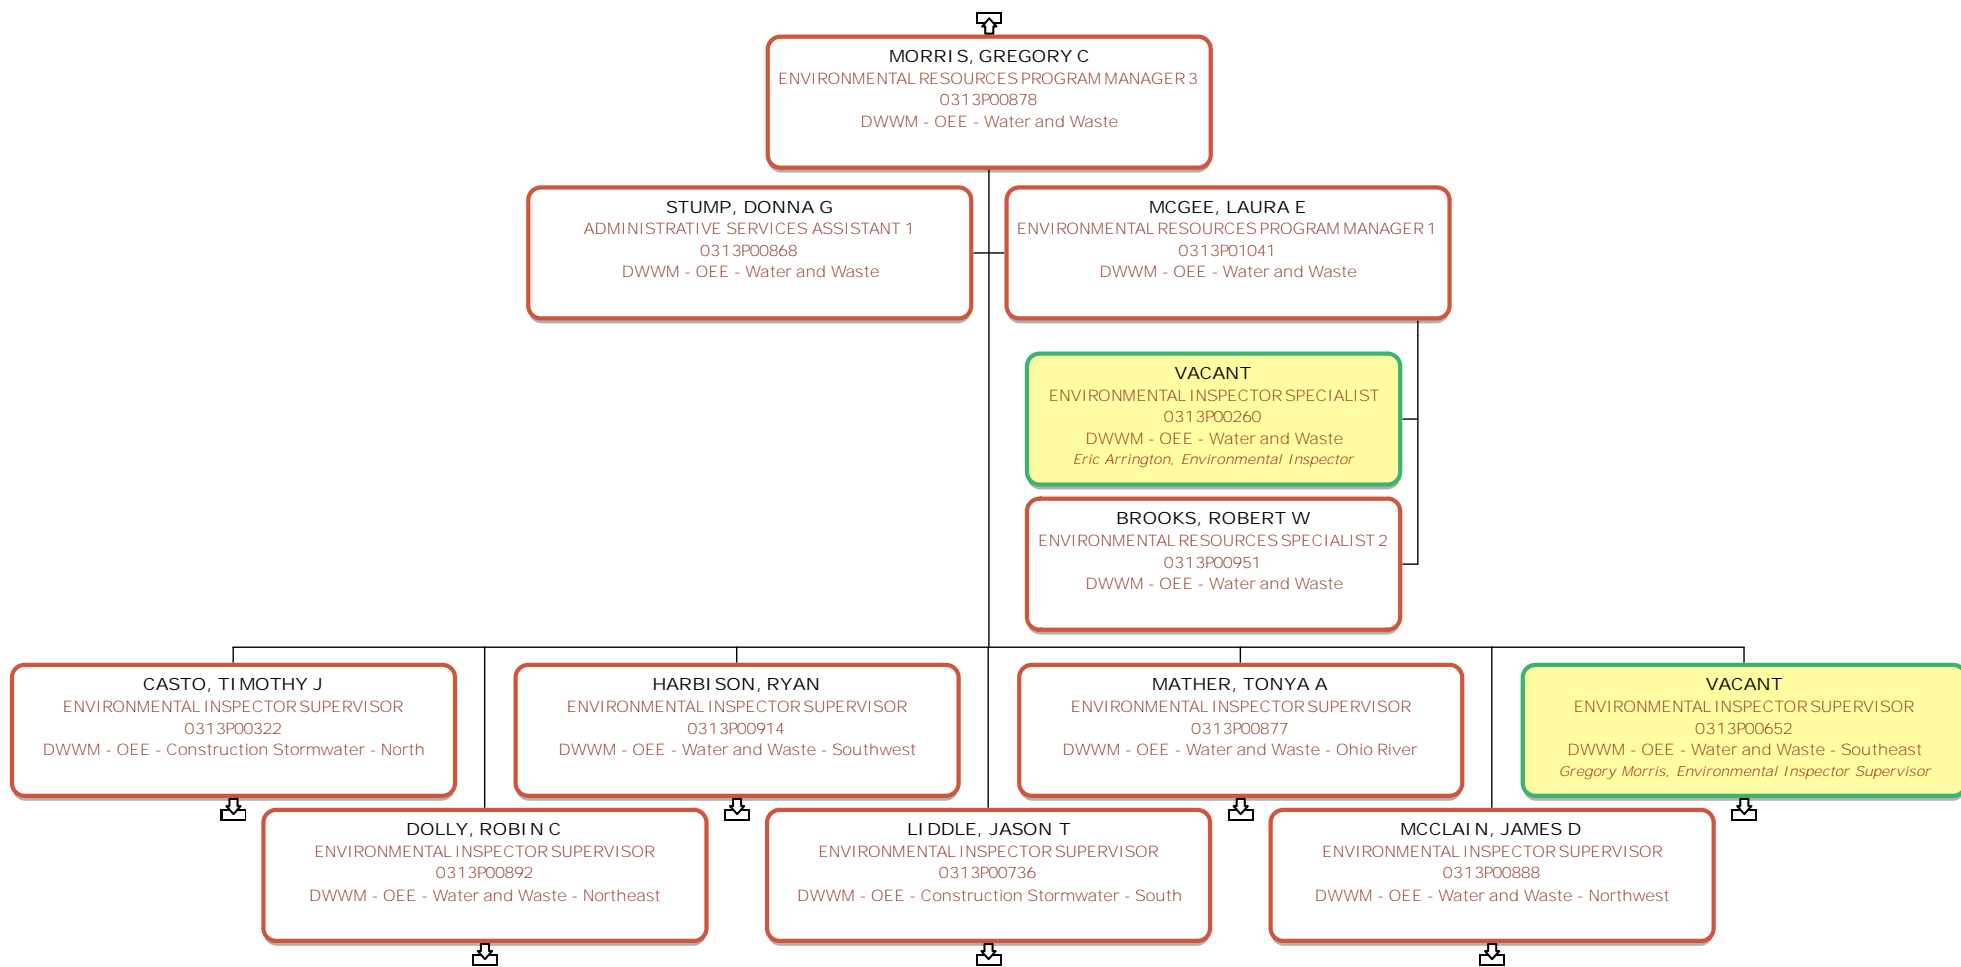 MORRIS, GREGORY C
ENVIRONMENTAL RESOURCES PROGRAM MANAGER 3
0313P00878
DWWM - OEE - Water and Waste
STUMP, DONNA G
ADMINISTRATIVE SERVICES ASSISTANT 1
0313P00868
DWWM - OEE - Water and Waste
MCGEE, LAURA E
ENVIRONMENTAL RESOURCES PROGRAM MANAGER 1
0313P01041
DWWM - OEE - Water and Waste
VACANT
ENVIRONMENTAL INSPECTOR SPECIALIST
0313P00260
DWWM - OEE - Water and Waste
Eric Arrington, Environmental Inspector
BROOKS, ROBERT W
ENVIRONMENTAL RESOURCES SPECIALIST 2
0313P00951
DWWM - OEE - Water and Waste
CASTO, TIMOTHY J
ENVIRONMENTAL INSPECTOR SUPERVISOR
0313P00322
DWWM - OEE - Construction Stormwater - North
HARBISON, RYAN
ENVIRONMENTAL INSPECTOR SUPERVISOR
0313P00914
DWWM - OEE - Water and Waste - Southwest
MATHER, TONYA A
ENVIRONMENTAL INSPECTOR SUPERVISOR
0313P00877
DWWM - OEE - Water and Waste - Ohio River
VACANT
ENVIRONMENTAL INSPECTOR SUPERVISOR
0313P00652
DWWM - OEE - Water and Waste - Southeast
Gregory Morris, Environmental Inspector Supervisor
DOLLY, ROBIN C
ENVIRONMENTAL INSPECTOR SUPERVISOR
0313P00892
DWWM - OEE - Water and Waste - Northeast
LIDDLE, JASON T
ENVIRONMENTAL INSPECTOR SUPERVISOR
0313P00736
DWWM - OEE - Construction Stormwater - South
MCCLAIN, JAMES D
ENVIRONMENTAL INSPECTOR SUPERVISOR
0313P00888
DWWM - OEE - Water and Waste - Northwest